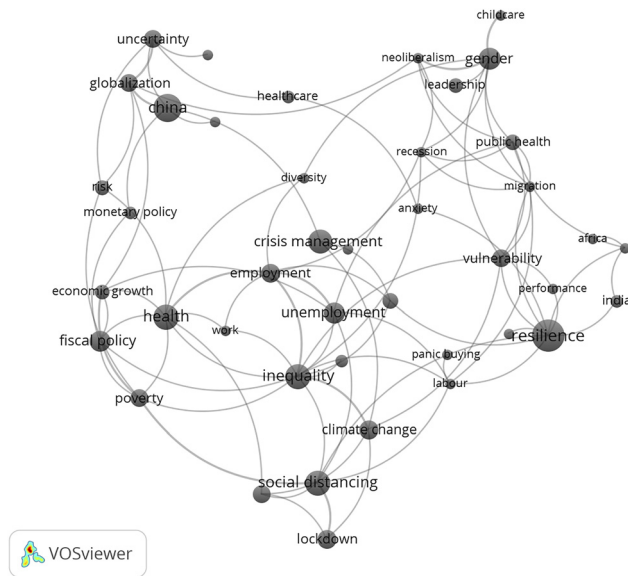 childcare
uncertainty
neoliberalism
gender
globalization
leadership
healthcare
china
public health
recession
diversity
risk
migration
monetary policy
anxiety
crisis management
africa
vulnerability
employment
performance
economic growth
india
unemployment
health
work
resilience
fiscal policy
panic buying
inequality
labour
poverty
climate change
social distancing
lockdown
VOSviewer